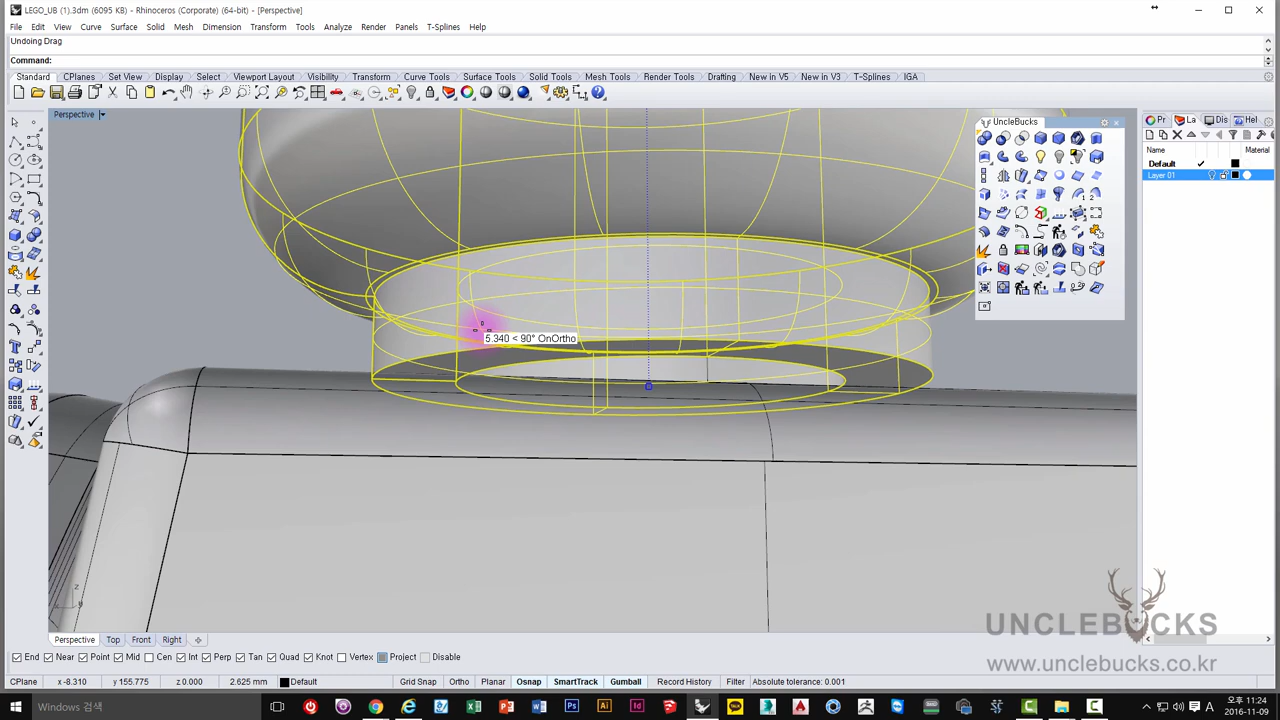 LEGO_UB (1).3dm (6095 KB) - Rhinoceros (Corporate) (64-bit) - [Perspective]
File Edit View Curve Surface Solid Mesh Dimension Transform Tools Analyze Render Panels T-Splines Help
Undoing Drag
Command:
Standard CPlanes Set View Display Select Viewport Layout Visibility Transform Curve Tools Surface Tools Solid Tools Mesh Tools Render Tools Drafting New in V5 New in V3 T-Splines IGA
Perspective
UncleBucks
Pr La Dis Hel
Name Material
Default
Layer 01
5.340 < 90° OnOrtho
z
y
UNCLEBUCKS
www.unclebucks.co.kr
Perspective Top Front Right
End Near Point Mid Cen Int Perp Tan Quad Knot Vertex Project Disable
CPlane x -8.310 y 155.775 z 0.000 2.625 mm Default Grid Snap Ortho Planar Osnap SmartTrack Gumball Record History Filter Absolute tolerance: 0.001
Windows 검색
A 오후 11:24
2016-11-09